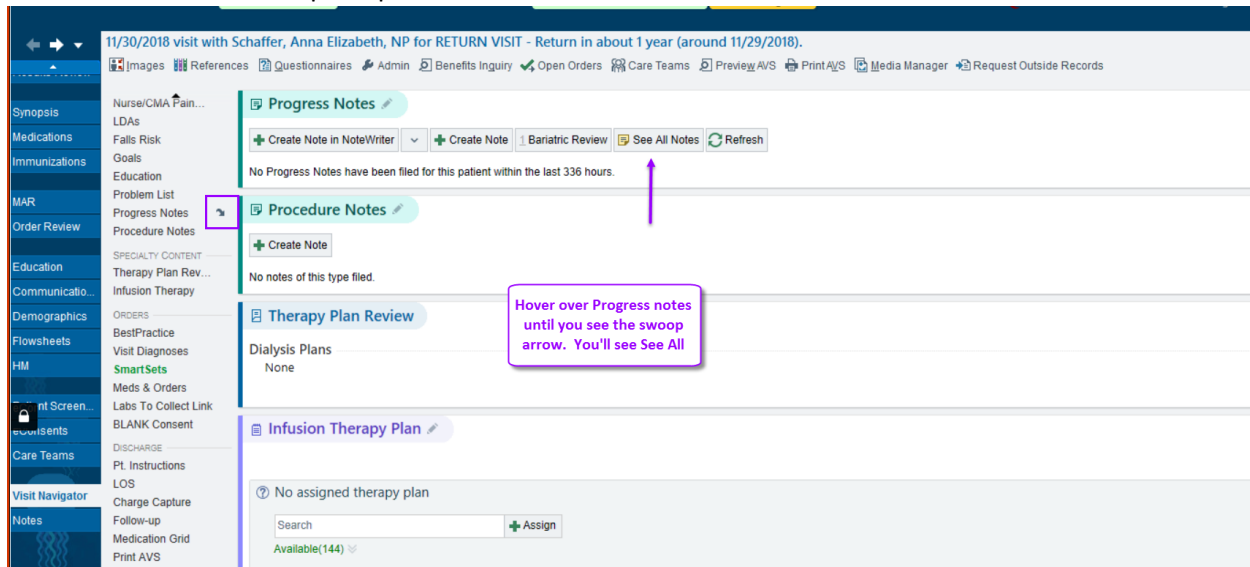 11/30/2018 visit with Schaffer, Anna Elizabeth, NP for RETURN VISIT - Return in about 1 year (around 11/29/2018).
Images References Questionnaires Admin Benefits Inquiry Open Orders Care Teams Preview AVS Print AVS Media Manager Request Outside Records
Synopsis
Medications
Immunizations
MAR
Order Review
Education
Communicatio...
Demographics
Flowsheets
HM
Screen...
eConsents
Care Teams
Visit Navigator
Notes
Nurse/CMA Pain...
LDAs
Falls Risk
Goals
Education
Problem List
Progress Notes
Procedure Notes
SPECIALTY CONTENT
Therapy Plan Rev...
Infusion Therapy
ORDERS
BestPractice
Visit Diagnoses
SmartSets
Meds & Orders
Labs To Collect Link
BLANK Consent
DISCHARGE
Pt. Instructions
LOS
Charge Capture
Follow-up
Medication Grid
Print AVS
Progress Notes
Create Note in NoteWriter Create Note 1 Bariatric Review See All Notes Refresh
No Progress Notes have been filed for this patient within the last 336 hours.
Procedure Notes
Create Note
No notes of this type filed.
Hover over Progress notes
until you see the swoop
arrow. You'll see See All
Therapy Plan Review
Dialysis Plans
None
Infusion Therapy Plan
No assigned therapy plan
Search Assign
Available(144)